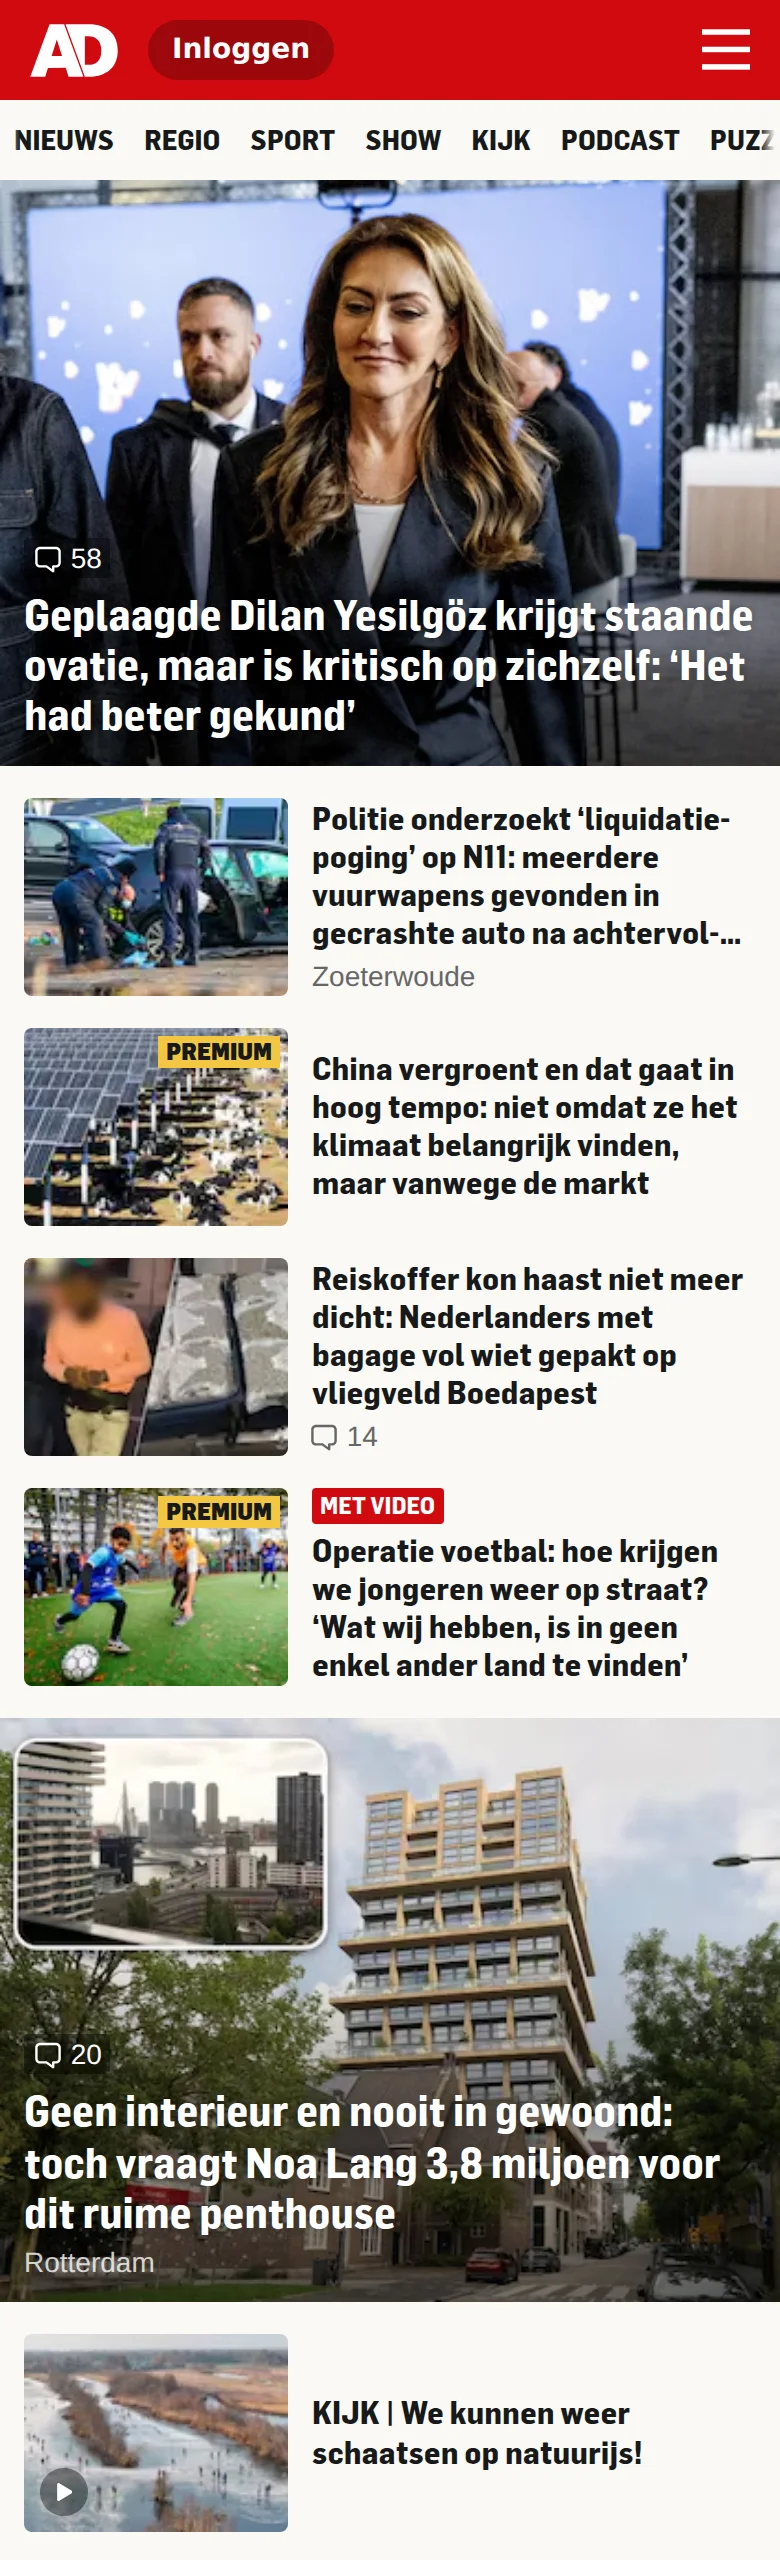 AD
Inloggen
NIEUWS REGIO SPORT SHOW KIJK PODCAST PUZZ
58
Geplaagde Dilan Yesilgöz krijgt staande
ovatie, maar is kritisch op zichzelf: ‘Het
had beter gekund’
Politie onderzoekt ‘liquidatie-
poging’ op N11: meerdere
vuurwapens gevonden in
gecrashte auto na achtervol-...
Zoeterwoude
PREMIUM
China vergroent en dat gaat in
hoog tempo: niet omdat ze het
klimaat belangrijk vinden,
maar vanwege de markt
Reiskoffer kon haast niet meer
dicht: Nederlanders met
bagage vol wiet gepakt op
vliegveld Boedapest
14
PREMIUM
MET VIDEO
Operatie voetbal: hoe krijgen
we jongeren weer op straat?
‘Wat wij hebben, is in geen
enkel ander land te vinden’
20
Geen interieur en nooit in gewoond:
toch vraagt Noa Lang 3,8 miljoen voor
dit ruime penthouse
Rotterdam
KIJK | We kunnen weer
schaatsen op natuurijs!